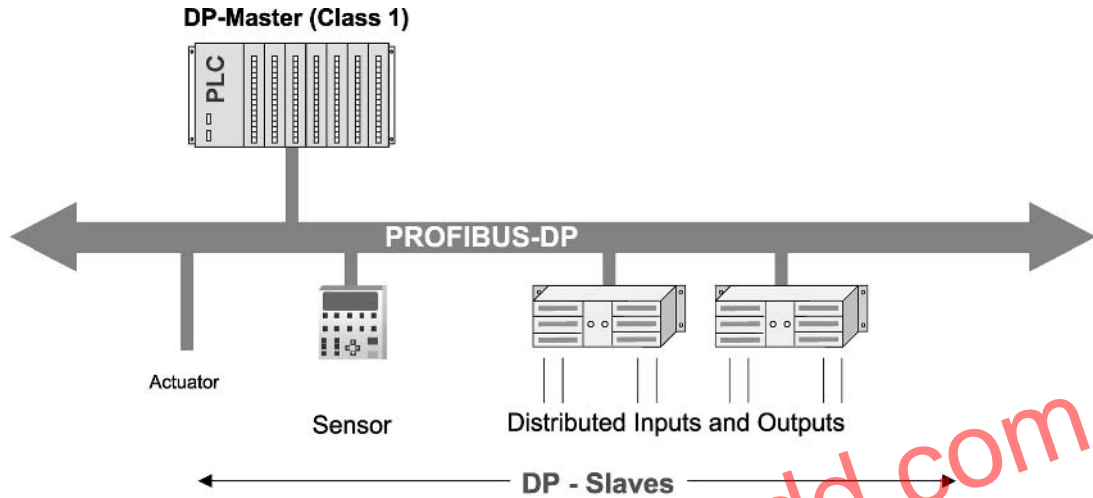 DP-Master (Class 1)
PLC
PROFIBUS-DP
Actuator
Sensor
Distributed Inputs and Outputs
DP - Slaves
.com